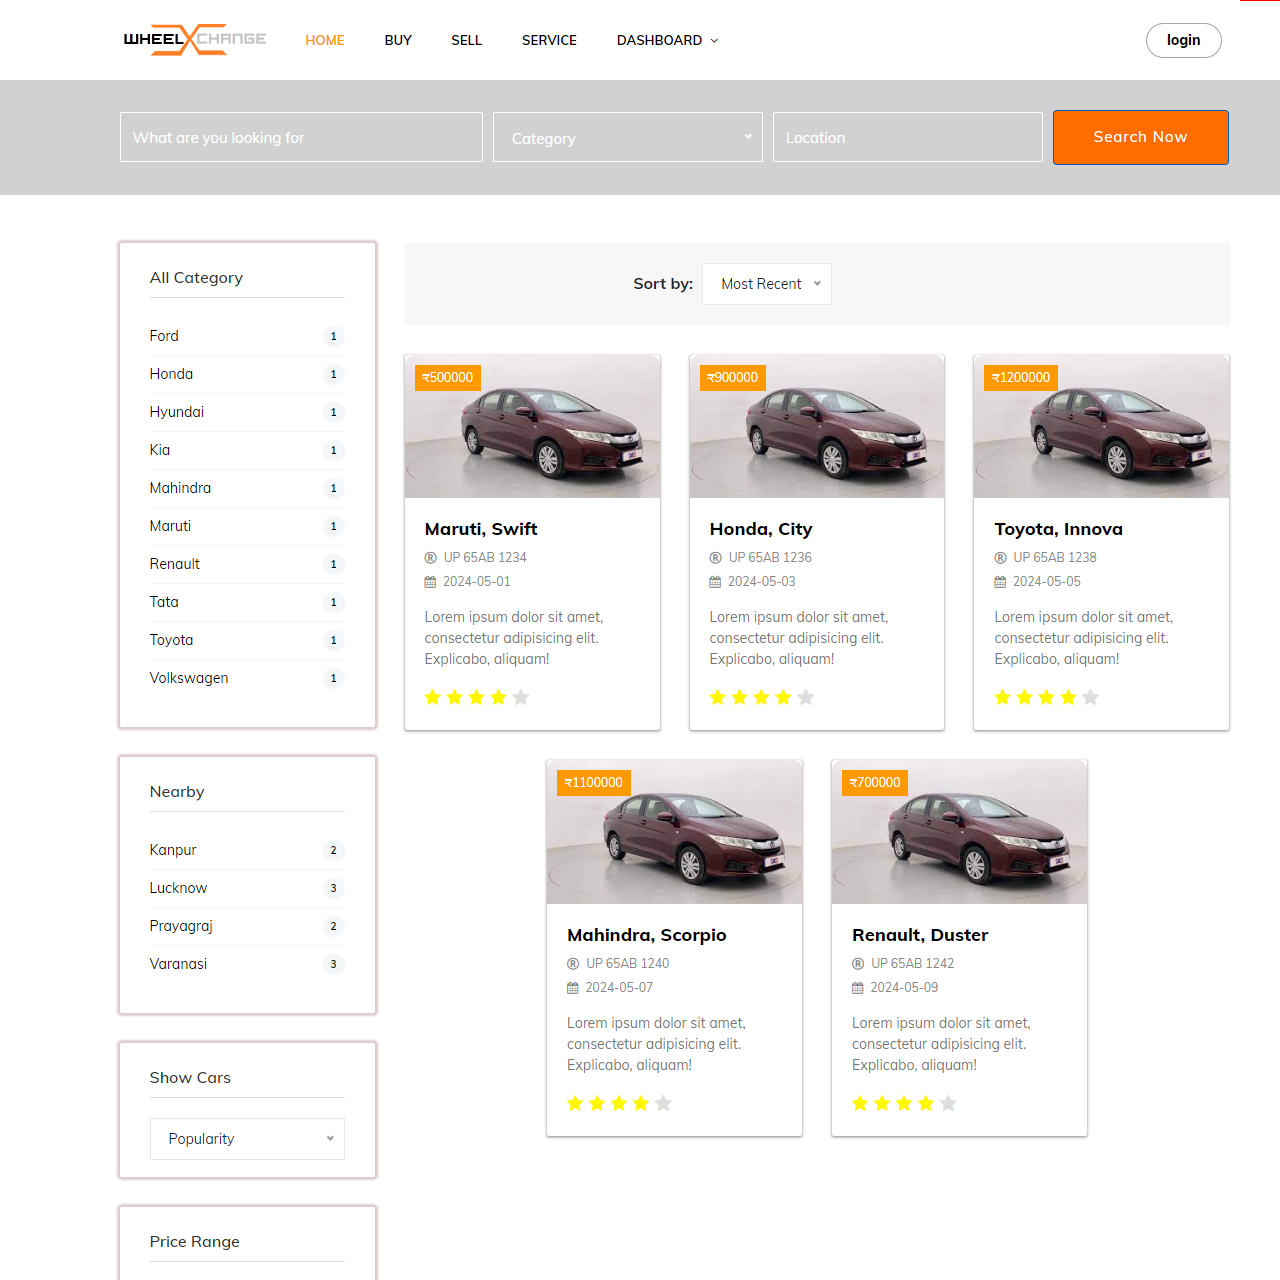 WHEELXCHANGE
HOME BUY SELL SERVICE DASHBOARD
login
What are you looking for
Category
Location
Search Now
All Category
Ford 1
Honda 1
Hyundai 1
Kia 1
Mahindra 1
Maruti 1
Renault 1
Tata 1
Toyota 1
Volkswagen 1
Nearby
Kanpur 2
Lucknow 3
Prayagraj 2
Varanasi 3
Show Cars
Popularity
Price Range
Sort by: Most Recent
₹500000
Maruti, Swift
® UP 65AB 1234
2024-05-01
Lorem ipsum dolor sit amet,
consectetur adipisicing elit.
Explicabo, aliquam!
₹900000
Honda, City
® UP 65AB 1236
2024-05-03
Lorem ipsum dolor sit amet,
consectetur adipisicing elit.
Explicabo, aliquam!
₹1200000
Toyota, Innova
® UP 65AB 1238
2024-05-05
Lorem ipsum dolor sit amet,
consectetur adipisicing elit.
Explicabo, aliquam!
₹1100000
Mahindra, Scorpio
® UP 65AB 1240
2024-05-07
Lorem ipsum dolor sit amet,
consectetur adipisicing elit.
Explicabo, aliquam!
₹700000
Renault, Duster
® UP 65AB 1242
2024-05-09
Lorem ipsum dolor sit amet,
consectetur adipisicing elit.
Explicabo, aliquam!